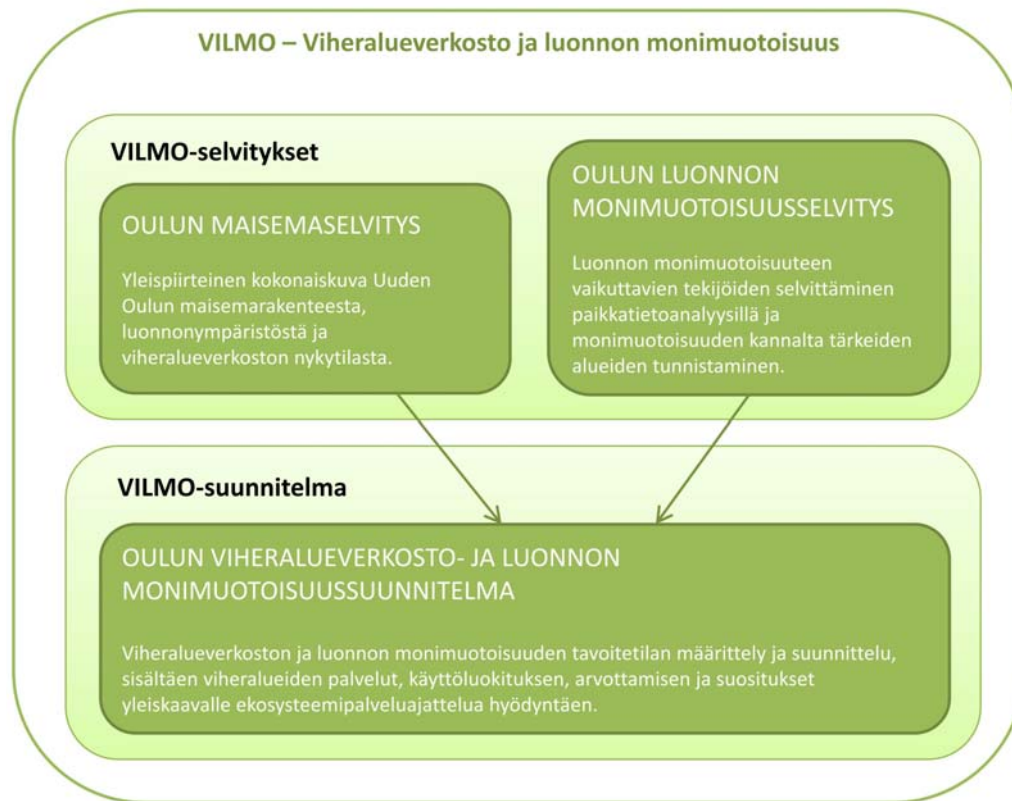 VILMO – Viheralueverkosto ja luonnon monimuotoisuus
VILMO-selvitykset
OULUN MAISEMASELVITYS
Yleispiirteinen kokonaiskuva Uuden
Oulun maisemarakenteesta,
luonnonympäristöstä ja
viheralueverkoston nykytilasta.
OULUN LUONNON
MONIMUOTOISUUSSELVITYS
Luonnon monimuotoisuuteen
vaikuttavien tekijöiden selvittäminen
paikkatietoanalyysillä ja
monimuotoisuuden kannalta tärkeiden
alueiden tunnistaminen.
VILMO-suunnitelma
OULUN VIHERALUEVERKOSTO- JA LUONNON
MONIMUOTOISUUSSUUNNITELMA
Viheralueverkoston ja luonnon monimuotoisuuden tavoitetilan määrittely ja suunnittelu,
sisältäen viheralueiden palvelut, käyttöluokituksen, arvottamisen ja suositukset
yleiskaavalle ekosysteemipalveluajattelua hyödyntäen.